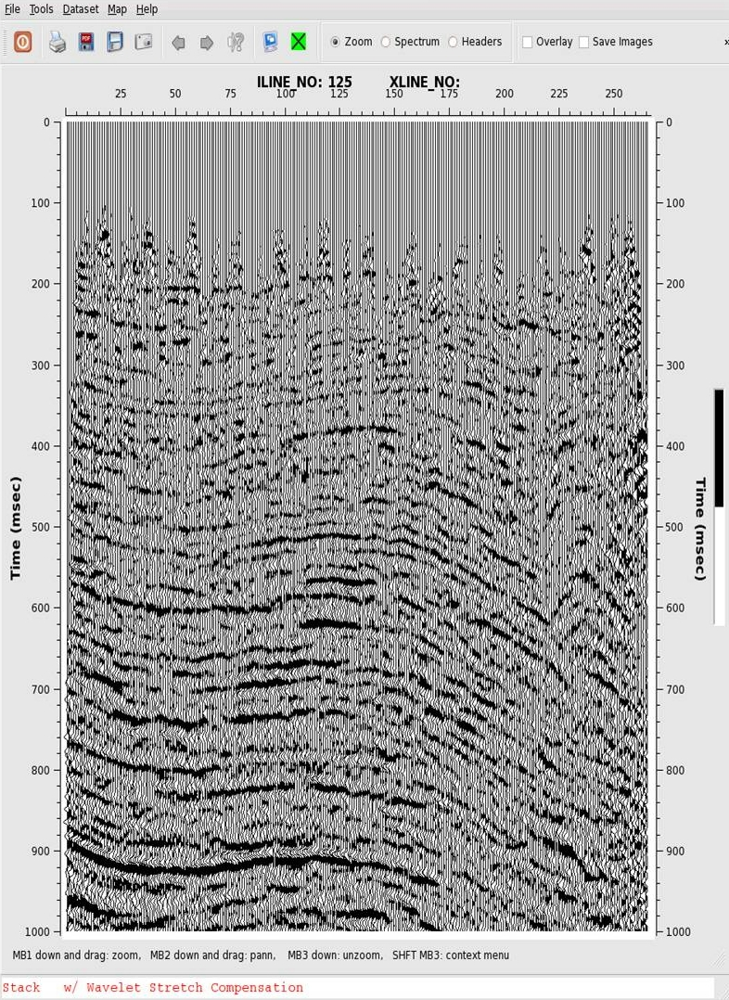 File Tools Dataset Map Help
PDF Zoom Spectrum Headers Overlay Save Images »
ILINE_NO: 125 XLINE_NO:
25 50 75 100 125 150 175 200 225 250
0 0
100 100
200 200
300 300
400 400
500 500
600 600
700 700
800 800
900 900
1000 1000
Time (msec)
Time (msec)
MB1 down and drag: zoom, MB2 down and drag: pann, MB3 down: unzoom, SHFT MB3: context menu
Stack w/ Wavelet Stretch Compensation